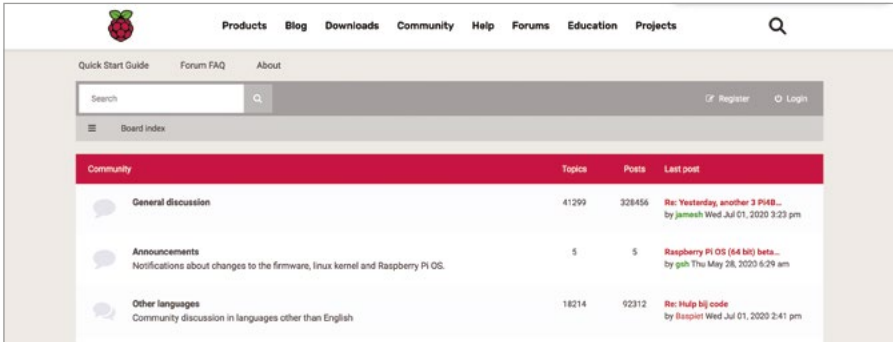 Products Blog Downloads Community Help Forums Education Projects
Quick Start Guide Forum FAQ About
Search Register Login
Board index
Community Topics Posts Last post
General discussion 41299 328456 Re: Yesterday, another 3 Pi4B...
by jamesh Wed Jul 01, 2020 3:23 pm
Announcements 5 5 Raspberry Pi OS (64 bit) beta...
Notifications about changes to the firmware, linux kernel and Raspberry Pi OS. by gsh Thu May 28, 2020 6:29 am
Other languages 18214 92312 Re: Hulp bij code
Community discussion in languages other than English by Baspiet Wed Jul 01, 2020 2:41 pm